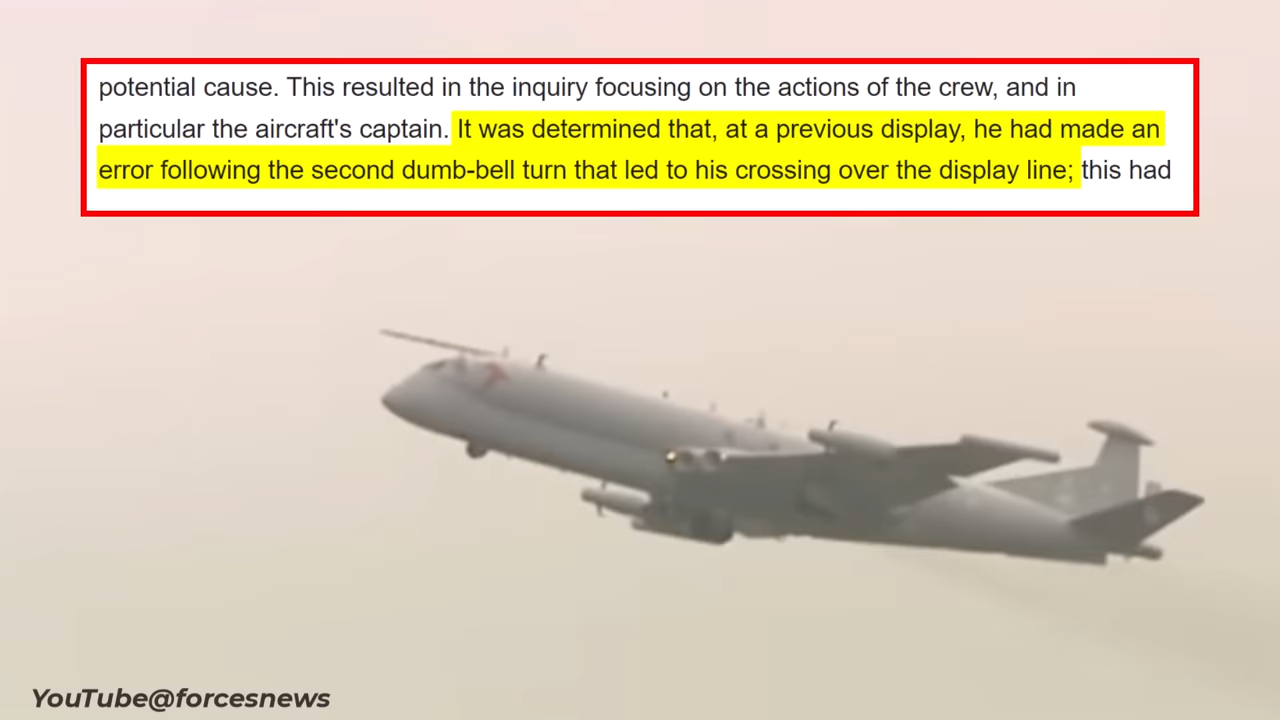 potential cause. This resulted in the inquiry focusing on the actions of the crew, and in
particular the aircraft's captain. It was determined that, at a previous display, he had made an
error following the second dumb-bell turn that led to his crossing over the display line; this had
YouTube@forcesnews